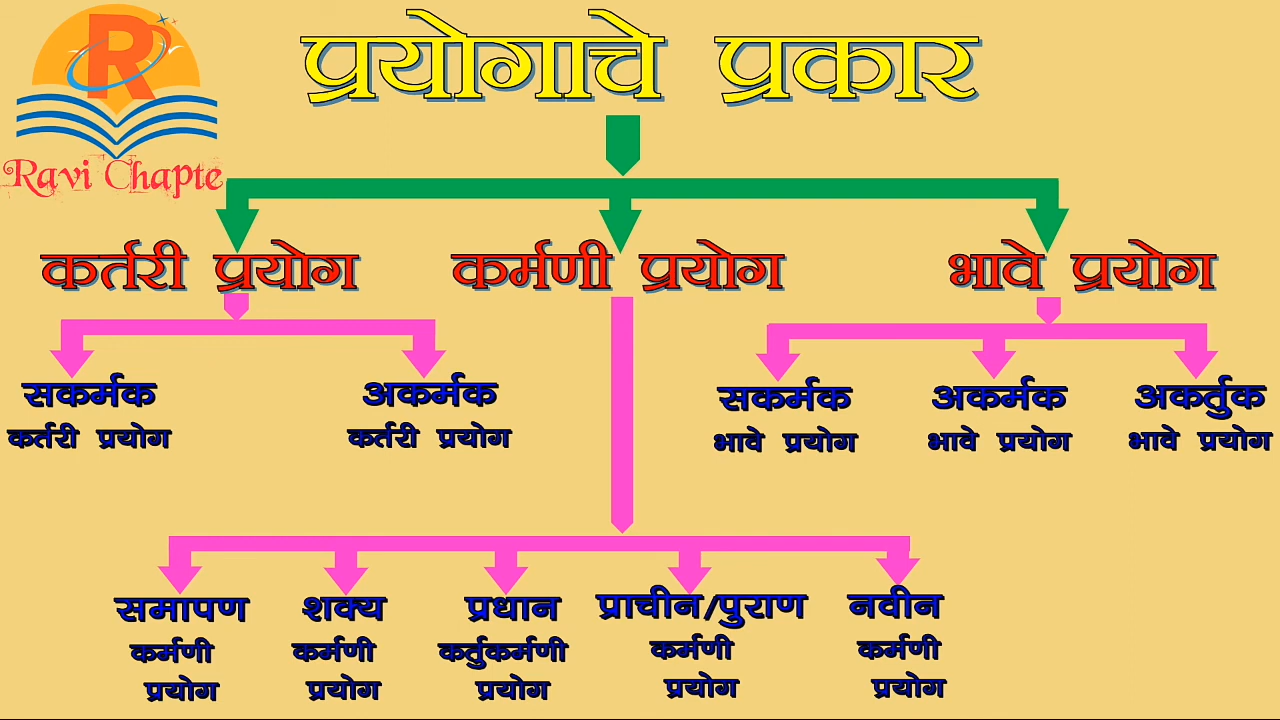 प्रयोगाचे प्रकार
Ravi Chapte
कर्तरी प्रयोग
कर्मणी प्रयोग
भावे प्रयोग
सकर्मक
कर्तरी प्रयोग
अकर्मक
कर्तरी प्रयोग
सकर्मक
भावे प्रयोग
अकर्मक
भावे प्रयोग
अकर्तुक
भावे प्रयोग
समापण
कर्मणी
प्रयोग
शक्य
कर्मणी
प्रयोग
प्रधान
कर्तुकर्मणी
प्रयोग
प्राचीन/पुराण
कर्मणी
प्रयोग
नवीन
कर्मणी
प्रयोग